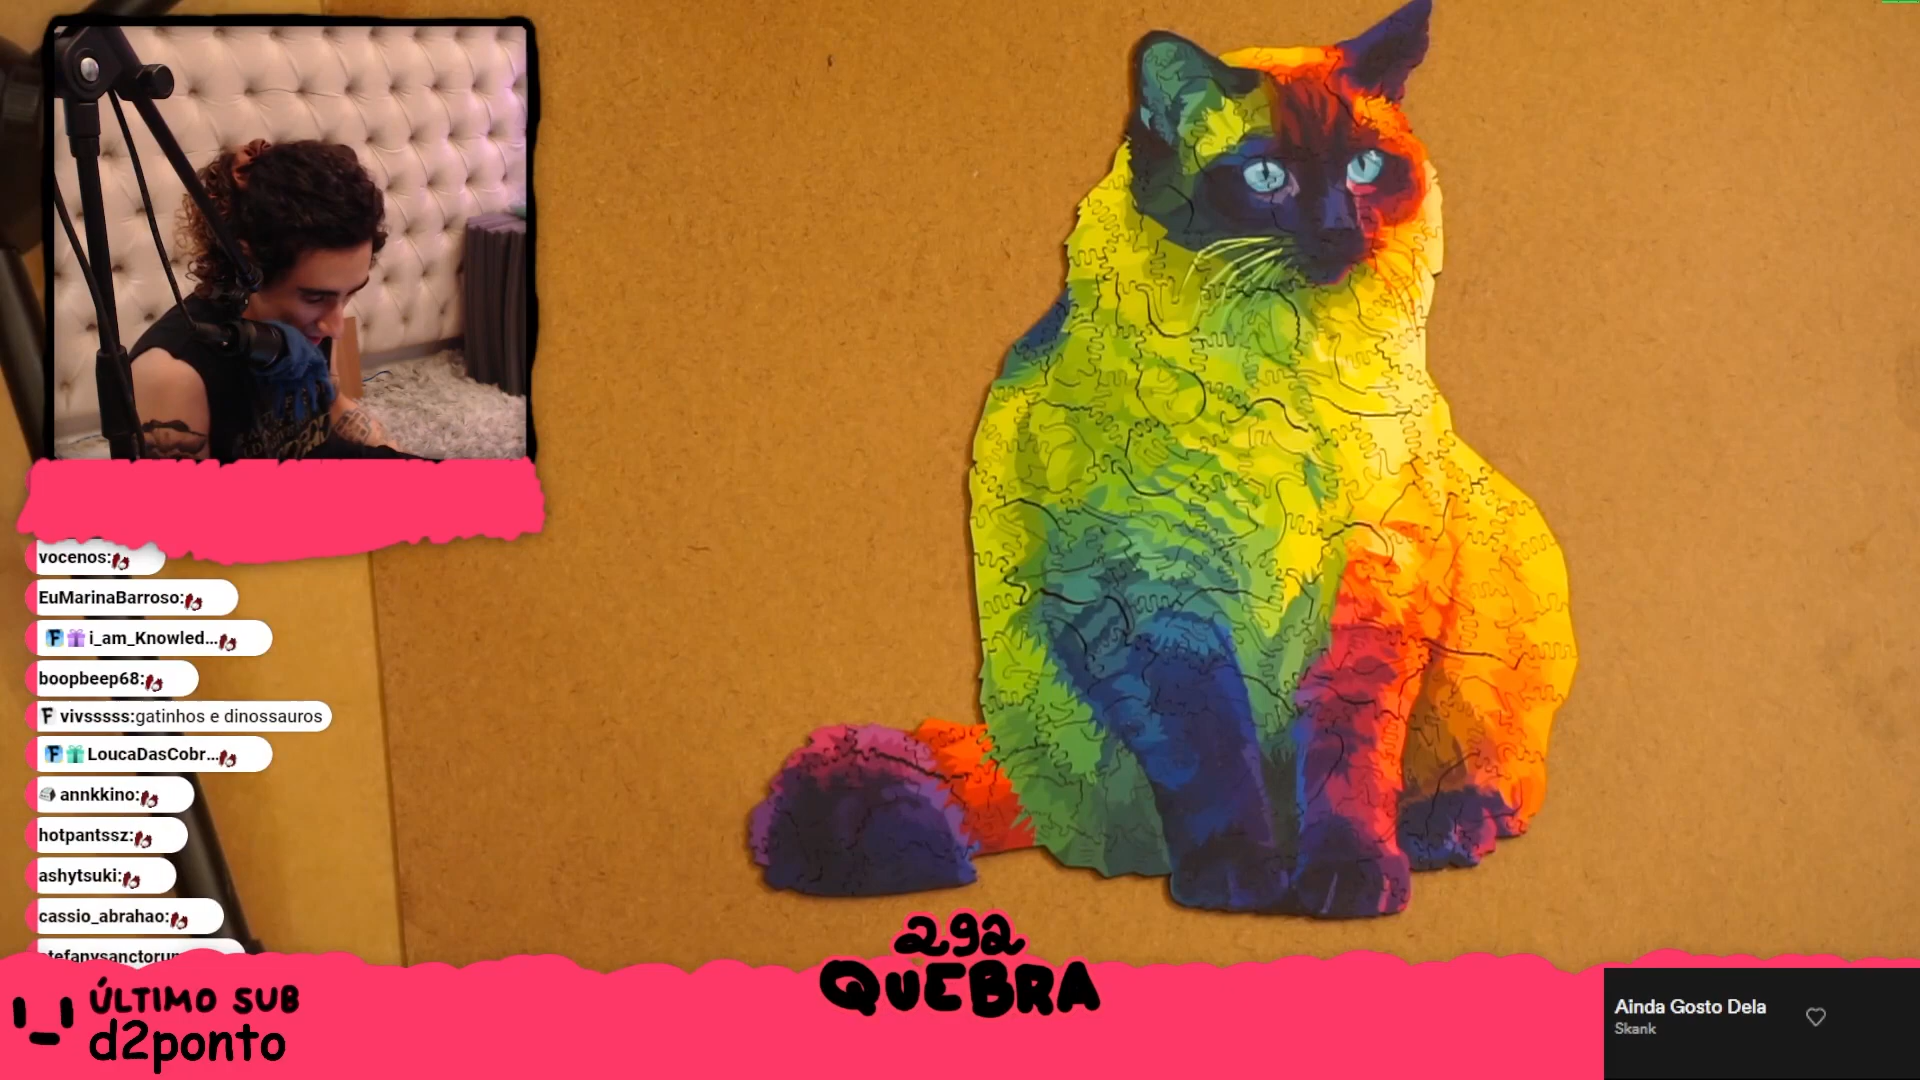 vocenos:
EuMarinaBarroso:
F i_am_Knowled...
boopbeep68:
F vivsssss:gatinhos e dinossauros
F LoucaDasCobr...
annkkino:
hotpantssz:
ashytsuki:
cassio_abrahao:
292
QUEBRA
ÚLTIMO SUB
d2ponto
Ainda Gosto Dela
Skank